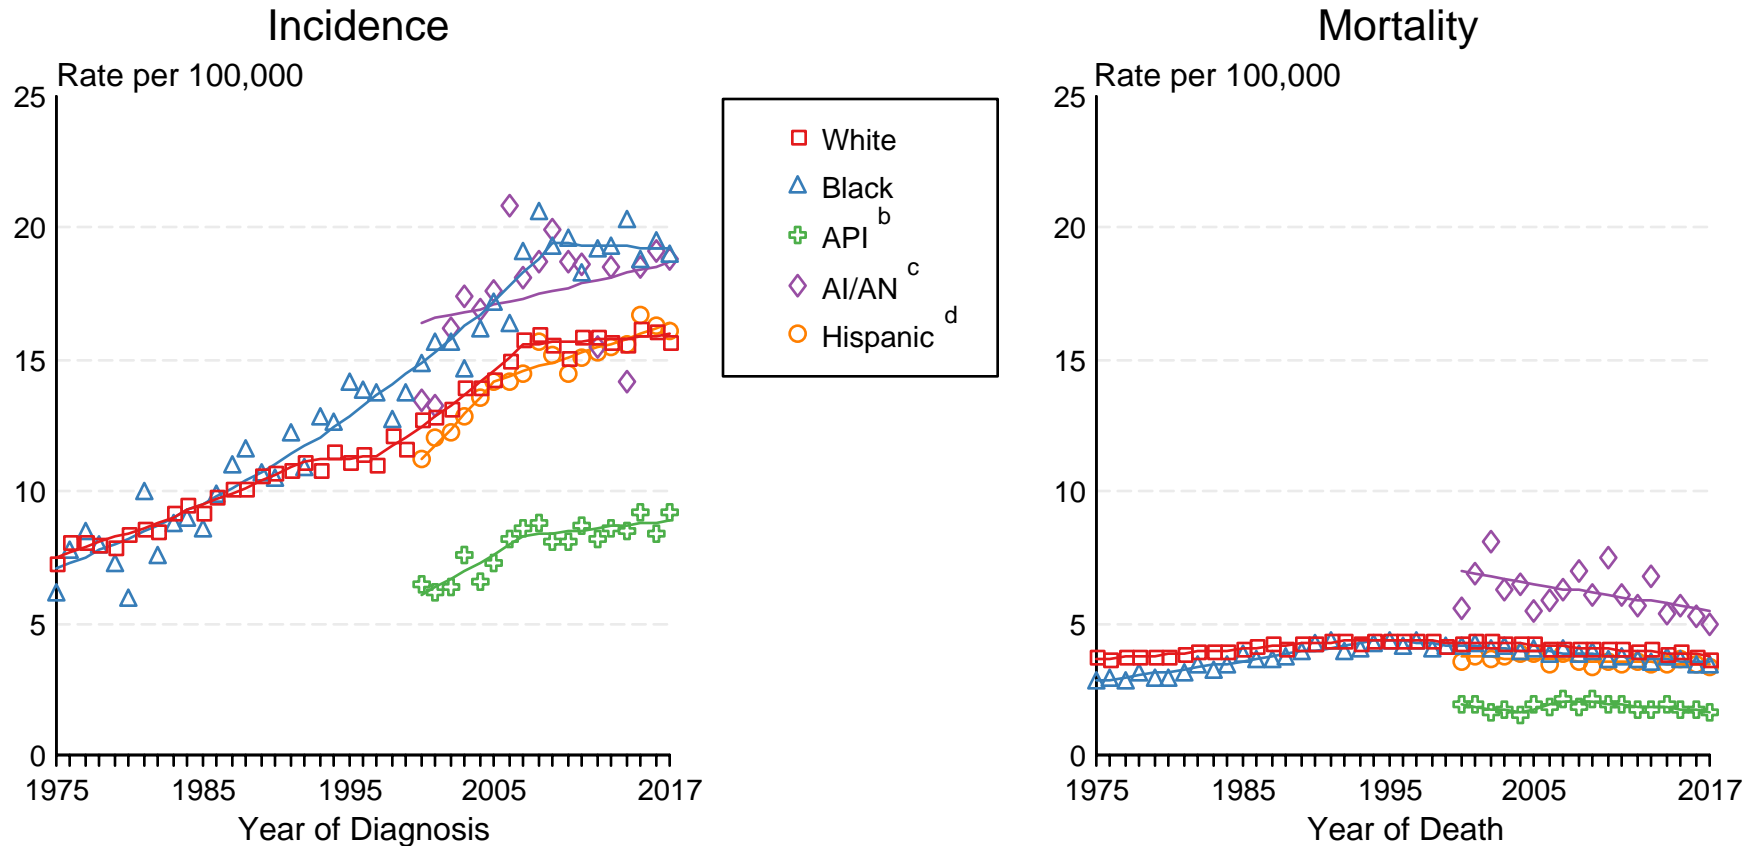 Incidence
Mortality
Rate per 100,000
Rate per 100,000
25
20
15
10
5
0
1975
1985
1995
2005
2017
Year of Diagnosis
White
Black
API b
AI/AN c
Hispanic d
25
20
15
10
5
0
1975
1985
1995
2005
2017
Year of Death